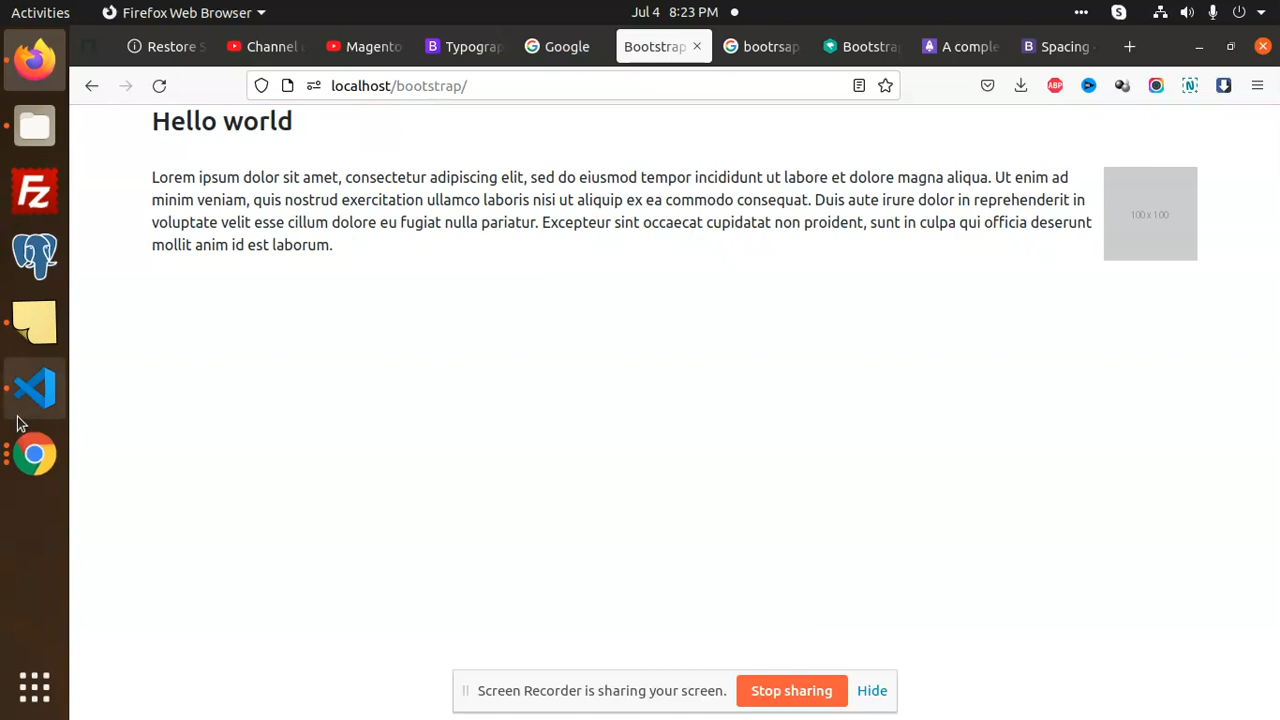 Activities
Firefox Web Browser
Jul 4 8:23 PM
Restore S
Channel
Magento
Typograp
Google
Bootstrap
bootrsap
Bootstrap
A comple
Spacing
localhost/bootstrap/
ABP
Hello world
Lorem ipsum dolor sit amet, consectetur adipiscing elit, sed do eiusmod tempor incididunt ut labore et dolore magna aliqua. Ut enim ad
minim veniam, quis nostrud exercitation ullamco laboris nisi ut aliquip ex ea commodo consequat. Duis aute irure dolor in reprehenderit in
voluptate velit esse cillum dolore eu fugiat nulla pariatur. Excepteur sint occaecat cupidatat non proident, sunt in culpa qui officia deserunt
mollit anim id est laborum.
100 x 100
Screen Recorder is sharing your screen.
Stop sharing
Hide